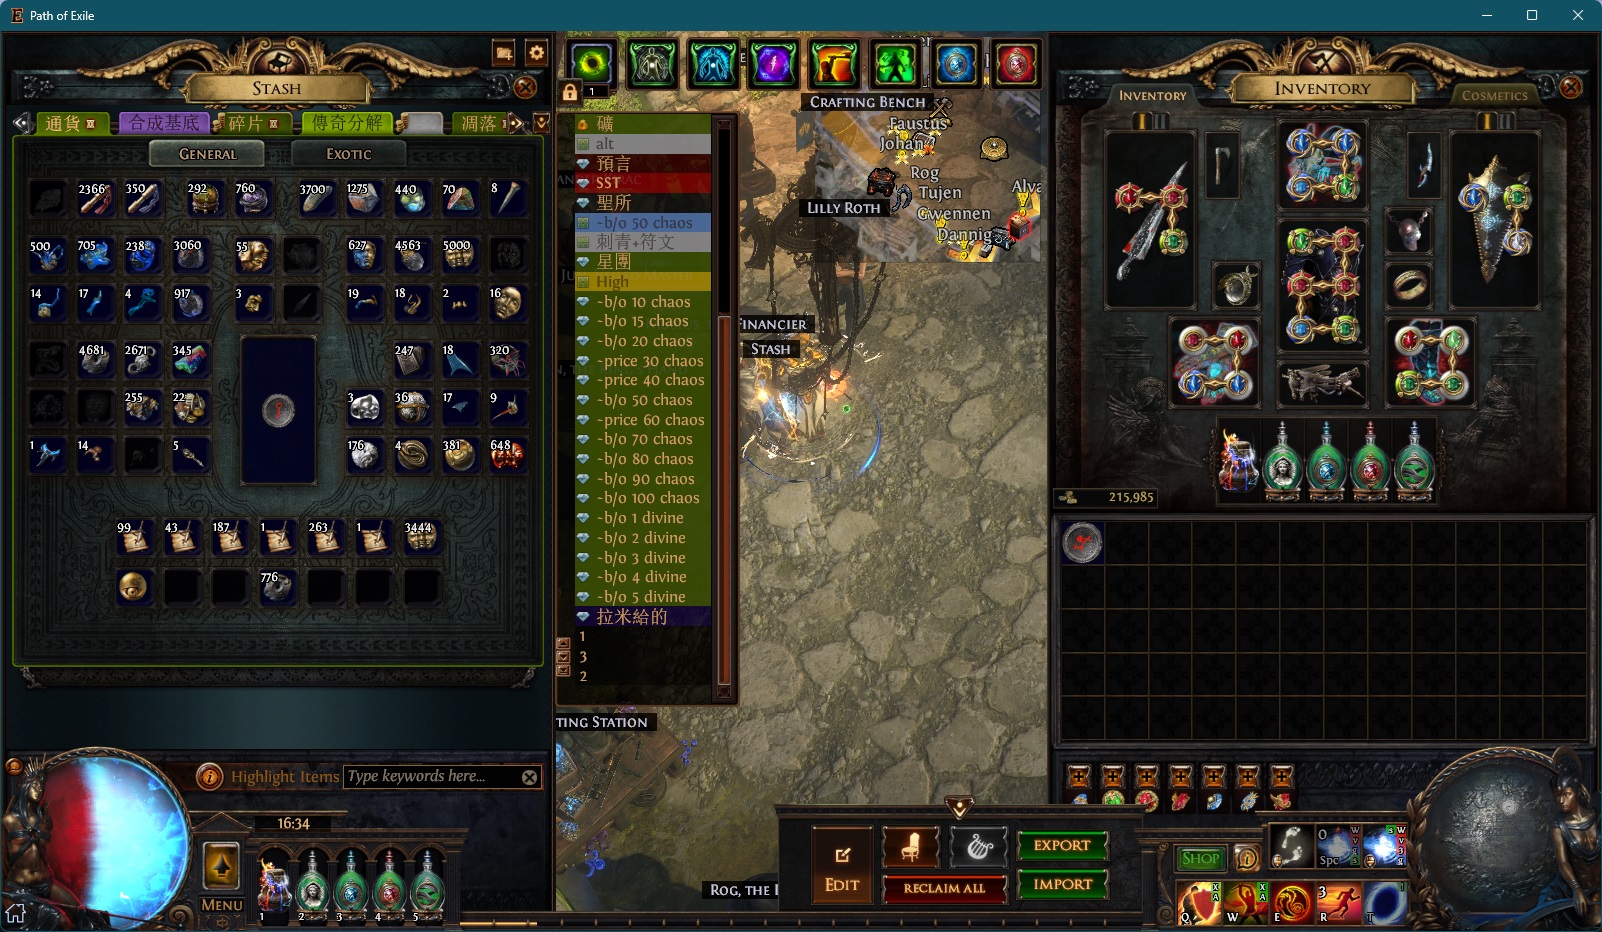 Path of Exile
STASH
通貨
合成基底
碎片
傳奇分解
凋落
GENERAL
EXOTIC
2366
350
292
760
3700
1275
440
70
8
500
705
238
3060
55
627
4563
5000
14
17
4
917
3
19
18
2
16
4681
2671
345
247
18
320
255
22
3
36
17
9
1
14
5
176
4
381
648
99
43
187
1
263
1
3444
776
Highlight Items
Type keywords here...
16:34
MENU
1
2
3
4
5
1
礦
alt
預言
SST
聖所
~b/o 50 chaos
刺青+符文
星團
High
~b/o 10 chaos
~b/o 15 chaos
~b/o 20 chaos
~price 30 chaos
~price 40 chaos
~b/o 50 chaos
~price 60 chaos
~b/o 70 chaos
~b/o 80 chaos
~b/o 90 chaos
~b/o 100 chaos
~b/o 1 divine
~b/o 2 divine
~b/o 3 divine
~b/o 4 divine
~b/o 5 divine
拉米給的
1
3
2
CRAFTING BENCH
Faustus
Johan
Rog
Tujen
Alva
Gwennen
Dannig
LILLY ROTH
FINANCIER
STASH
TING STATION
ROG, THE
EDIT
RECLAIM ALL
EXPORT
IMPORT
INVENTORY
INVENTORY
COSMETICS
I
II
I
II
215,985
SHOP
Spc
Q
W
E
3
R
T